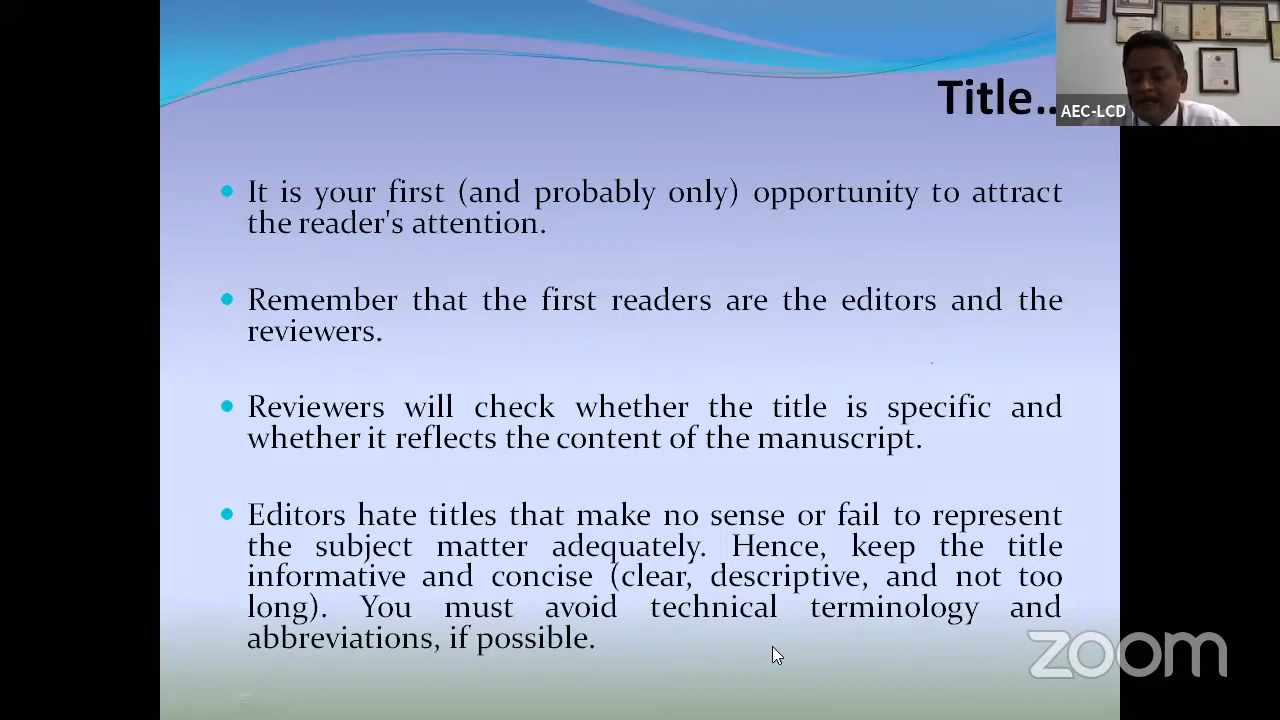 Title..
AEC-LCD
It is your first (and probably only) opportunity to attract
the reader's attention.
Remember that the first readers are the editors and the
reviewers.
Reviewers will check whether the title is specific and
whether it reflects the content of the manuscript.
Editors hate titles that make no sense or fail to represent
the subject matter adequately. Hence, keep the title
informative and concise (clear, descriptive, and not too
long). You must avoid technical terminology and
abbreviations, if possible.
zoom